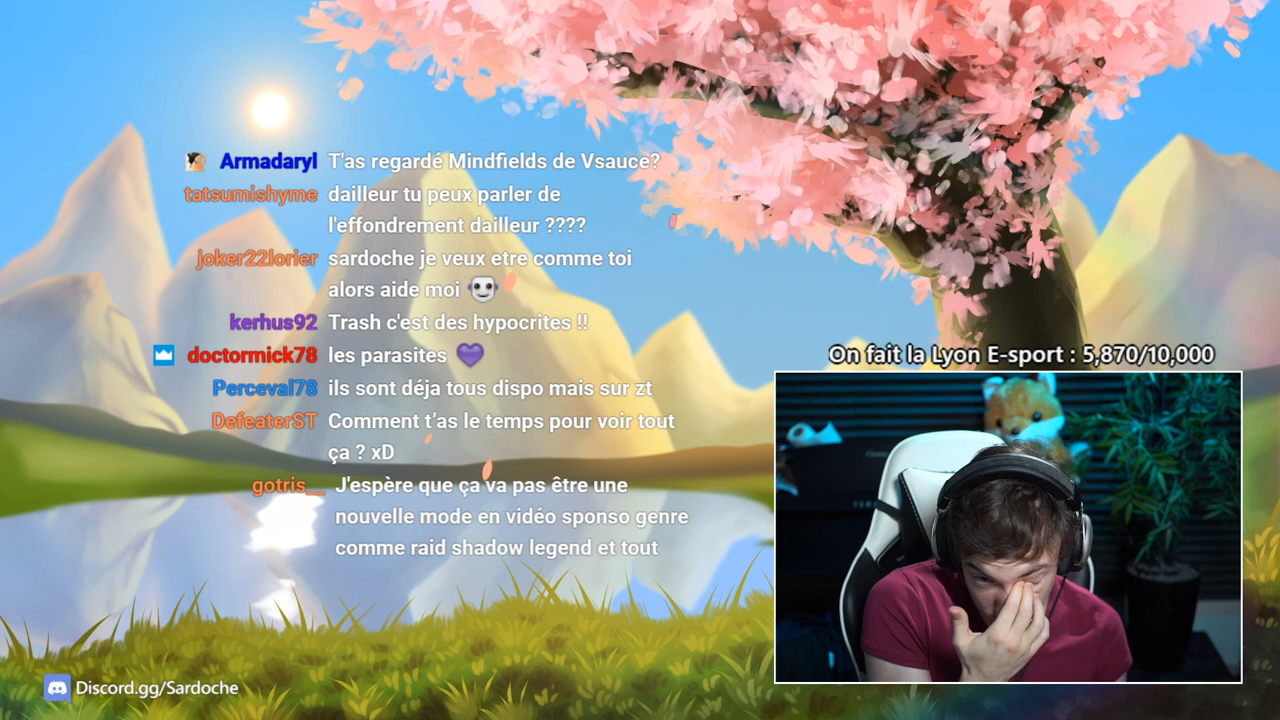 Armadaryl T'as regardé Mindfields de Vsauce?
tatsumishyme dailleur tu peux parler de
l'effondrement dailleur ????
joker22lorier sardoche je veux etre comme toi
alors aide moi
kerhus92 Trash c'est des hypocrites !!
doctormick78 les parasites
Perceval78 ils sont déja tous dispo mais sur zt
DefeaterST Comment t'as le temps pour voir tout
ça ? xD
gotris__ J'espère que ça va pas être une
nouvelle mode en vidéo sponso genre
comme raid shadow legend et tout
On fait la Lyon E-sport : 5,870/10,000
Discord.gg/Sardoche